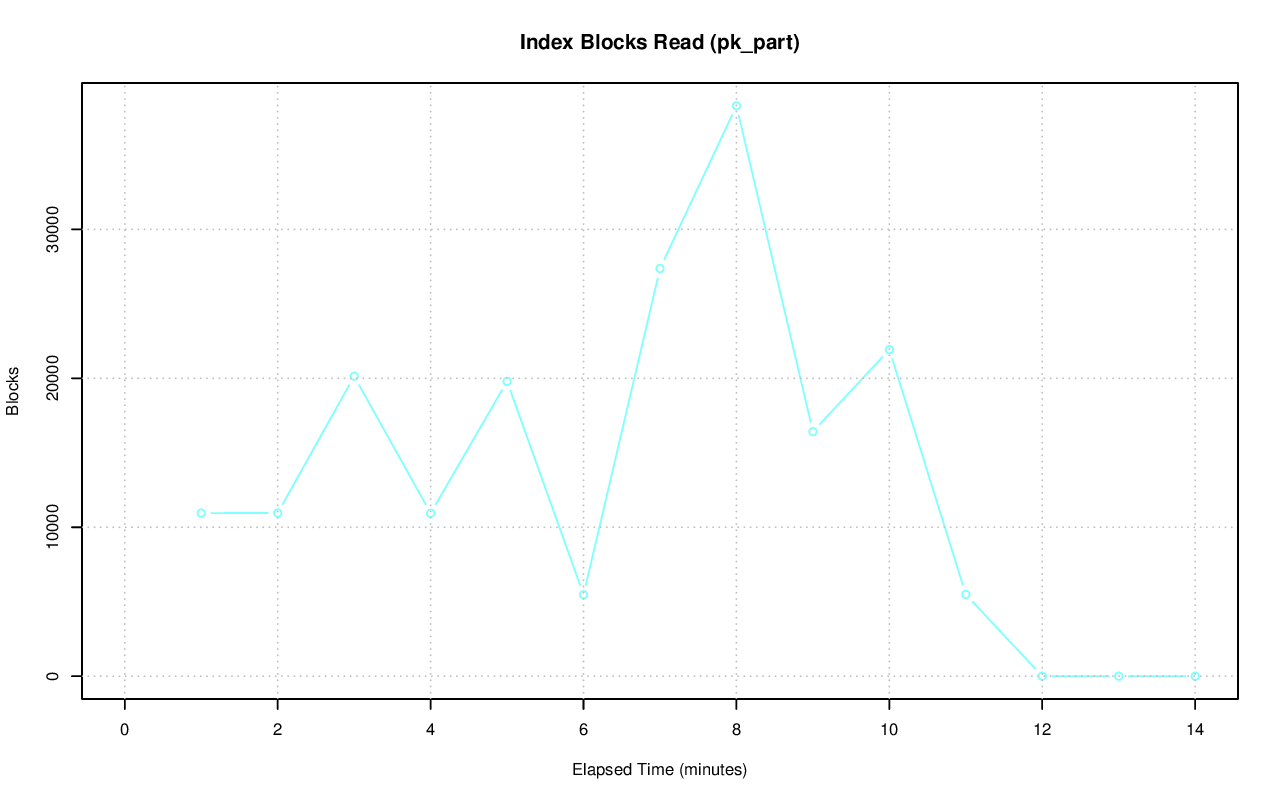 Index Blocks Read (pk_part)
Blocks
30000
20000
10000
0
0 2 4 6 8 10 12 14
Elapsed Time (minutes)